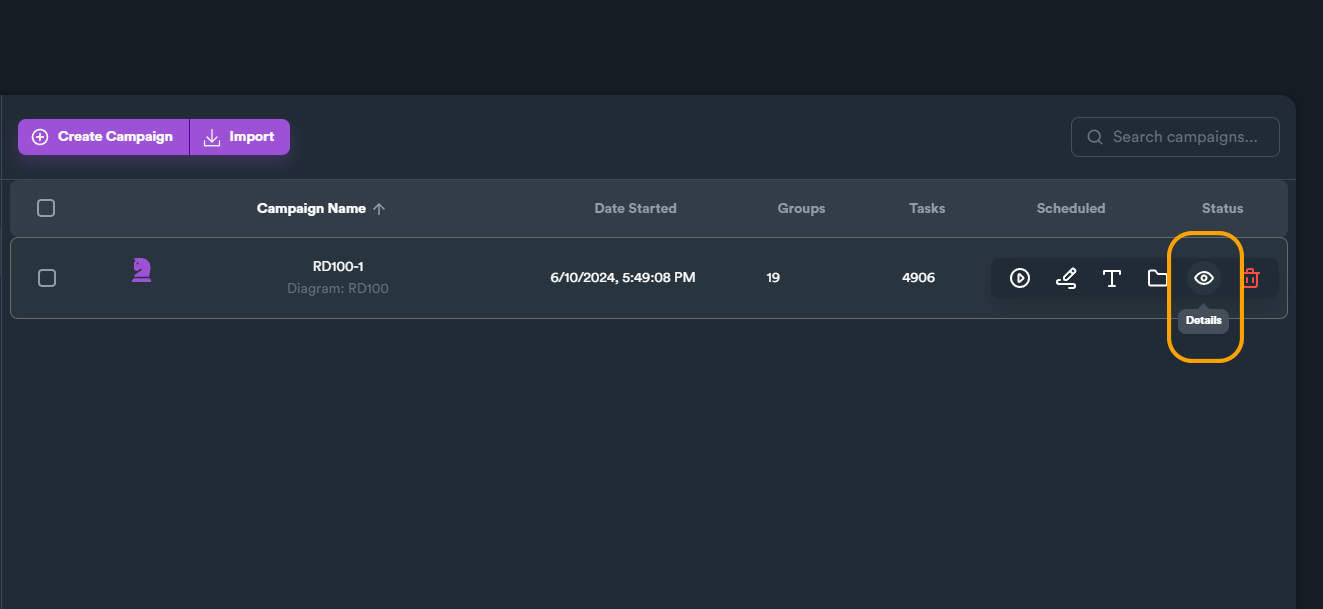 Create Campaign Import Search campaigns...
Campaign Name Date Started Groups Tasks Scheduled Status
RD100-1
Diagram: RD100
6/10/2024, 5:49:08 PM 19 4906
Details